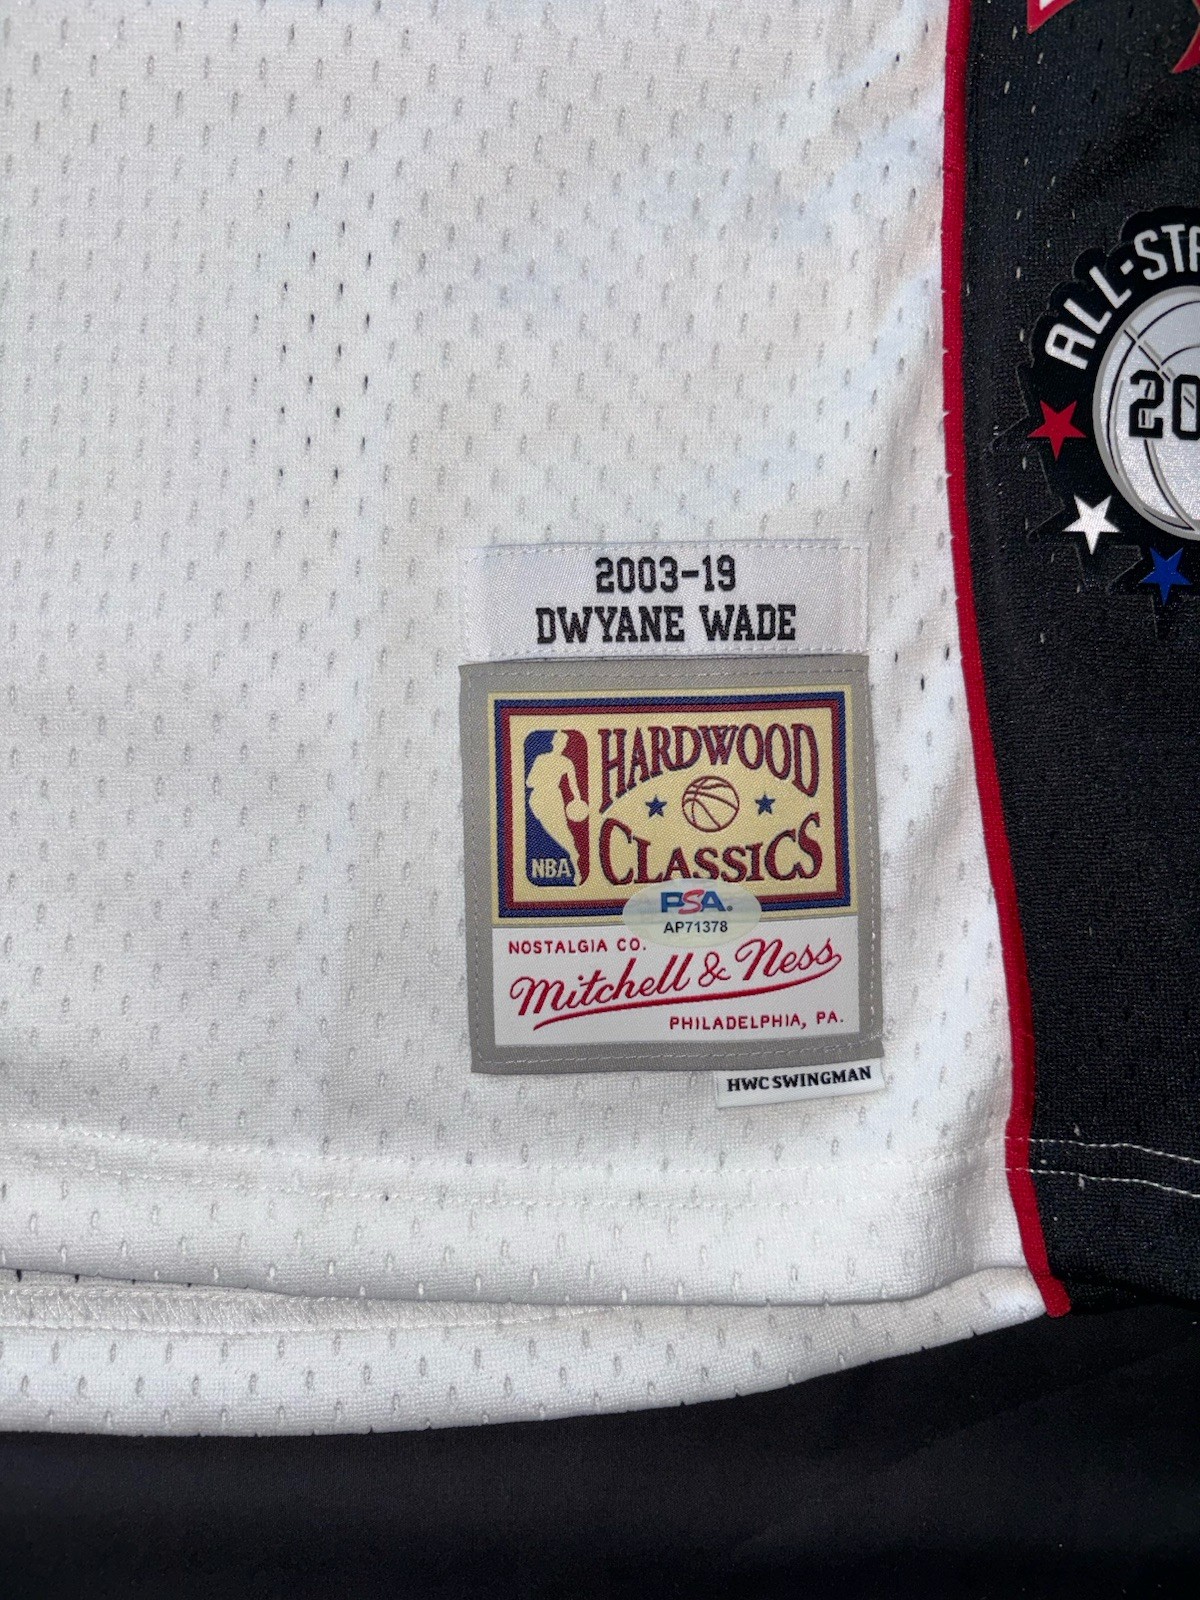 ALL-STA
20
2003-19
DWYANE WADE
HARDWOOD
CLASSICS
NBA
PSA.
AP71378
NOSTALGIA CO.
Mitchell & Ness
PHILADELPHIA, PA.
HWC SWINGMAN